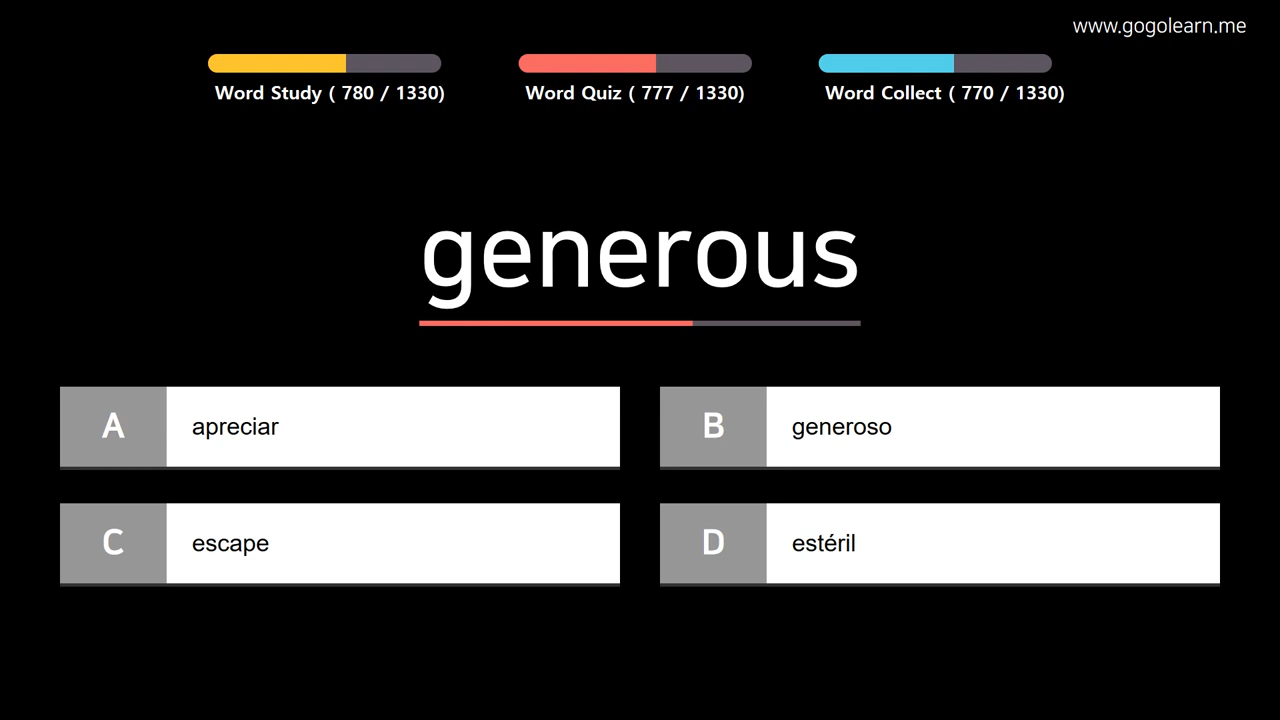 www.gogolearn.me
Word Study ( 780 / 1330)
Word Quiz ( 777 / 1330)
Word Collect ( 770 / 1330)
generous
A apreciar
B generoso
C escape
D estéril